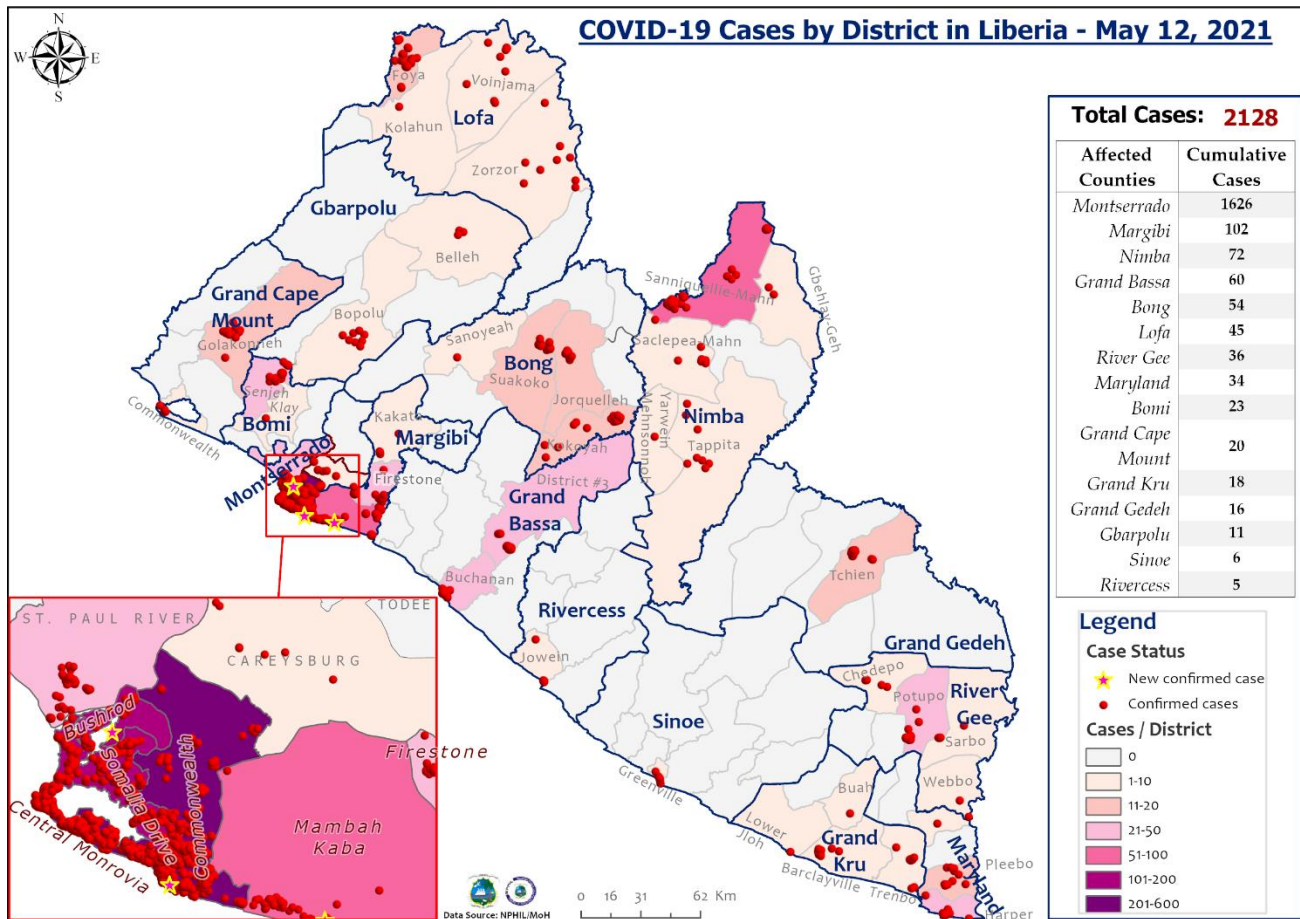 COVID-19 Cases by District in Liberia - May 12, 2021
N
W E
S
Foya
Voinjama
Kolahun
Lofa
Zorzor
Gbarpolu
Belleh
Grand Cape
Mount
Golakonneh
Bopolu
Senjeh
Klay
Bomi
Commonwealth
Sanoyeah
Bong
Suakoko
Jorquelleh
Kokoyah
Kakata
Margibi
Firestone
Montserrado
Grand
Bassa
District #3
Buchanan
Sanniquellie-Mahn
Gbehlay-Geh
Saclepea-Mahn
Nimba
Yarwein
Mehnsonnoh
Tappita
Rivercess
Jowein
Tchien
Grand Gedeh
Chedepo
Potupo
River
Gee
Sarbo
Webbo
Sinoe
Greenville
Buah
Lower
Jloh
Grand
Kru
Barclayville
Trenbo
Maryland
Pleebo
Harper
ST. PAUL RIVER
TODEE
CAREYSBURG
Bushrod
Somalia Drive
Commonwealth
Central Monrovia
Firestone
Mambah
Kaba
Data Source: NPHIL/MoH
0 15 31 62 Km
Total Cases: 2128
Affected Counties Cumulative Cases
Montserrado 1626
Margibi 102
Nimba 72
Grand Bassa 60
Bong 54
Lofa 45
River Gee 36
Maryland 34
Bomi 23
Grand Cape Mount 20
Grand Kru 18
Grand Gedeh 16
Gbarpolu 11
Sinoe 6
Rivercess 5
Legend
Case Status
New confirmed case
Confirmed cases
Cases / District
0
1-10
11-20
21-50
51-100
101-200
201-600